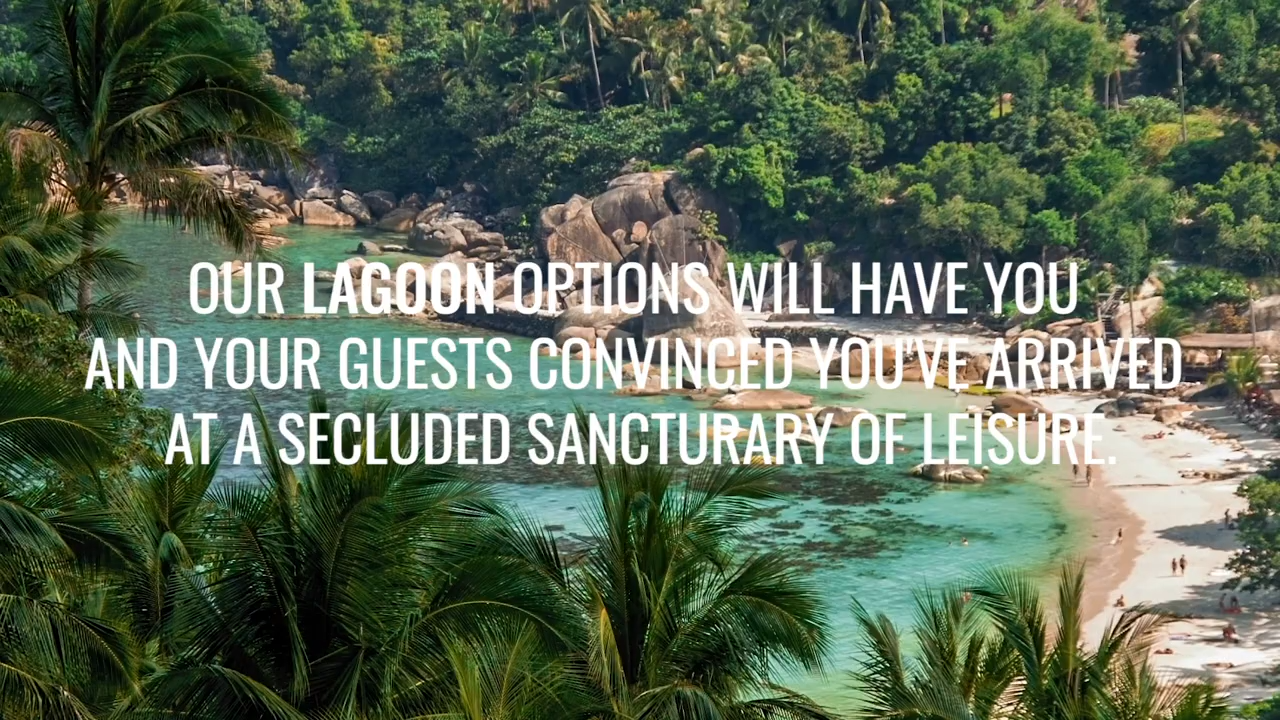 OUR LAGOON OPTIONS WILL HAVE YOU
AND YOUR GUESTS CONVINCED YOU'VE ARRIVED
AT A SECLUDED SANCTURARY OF LEISURE.